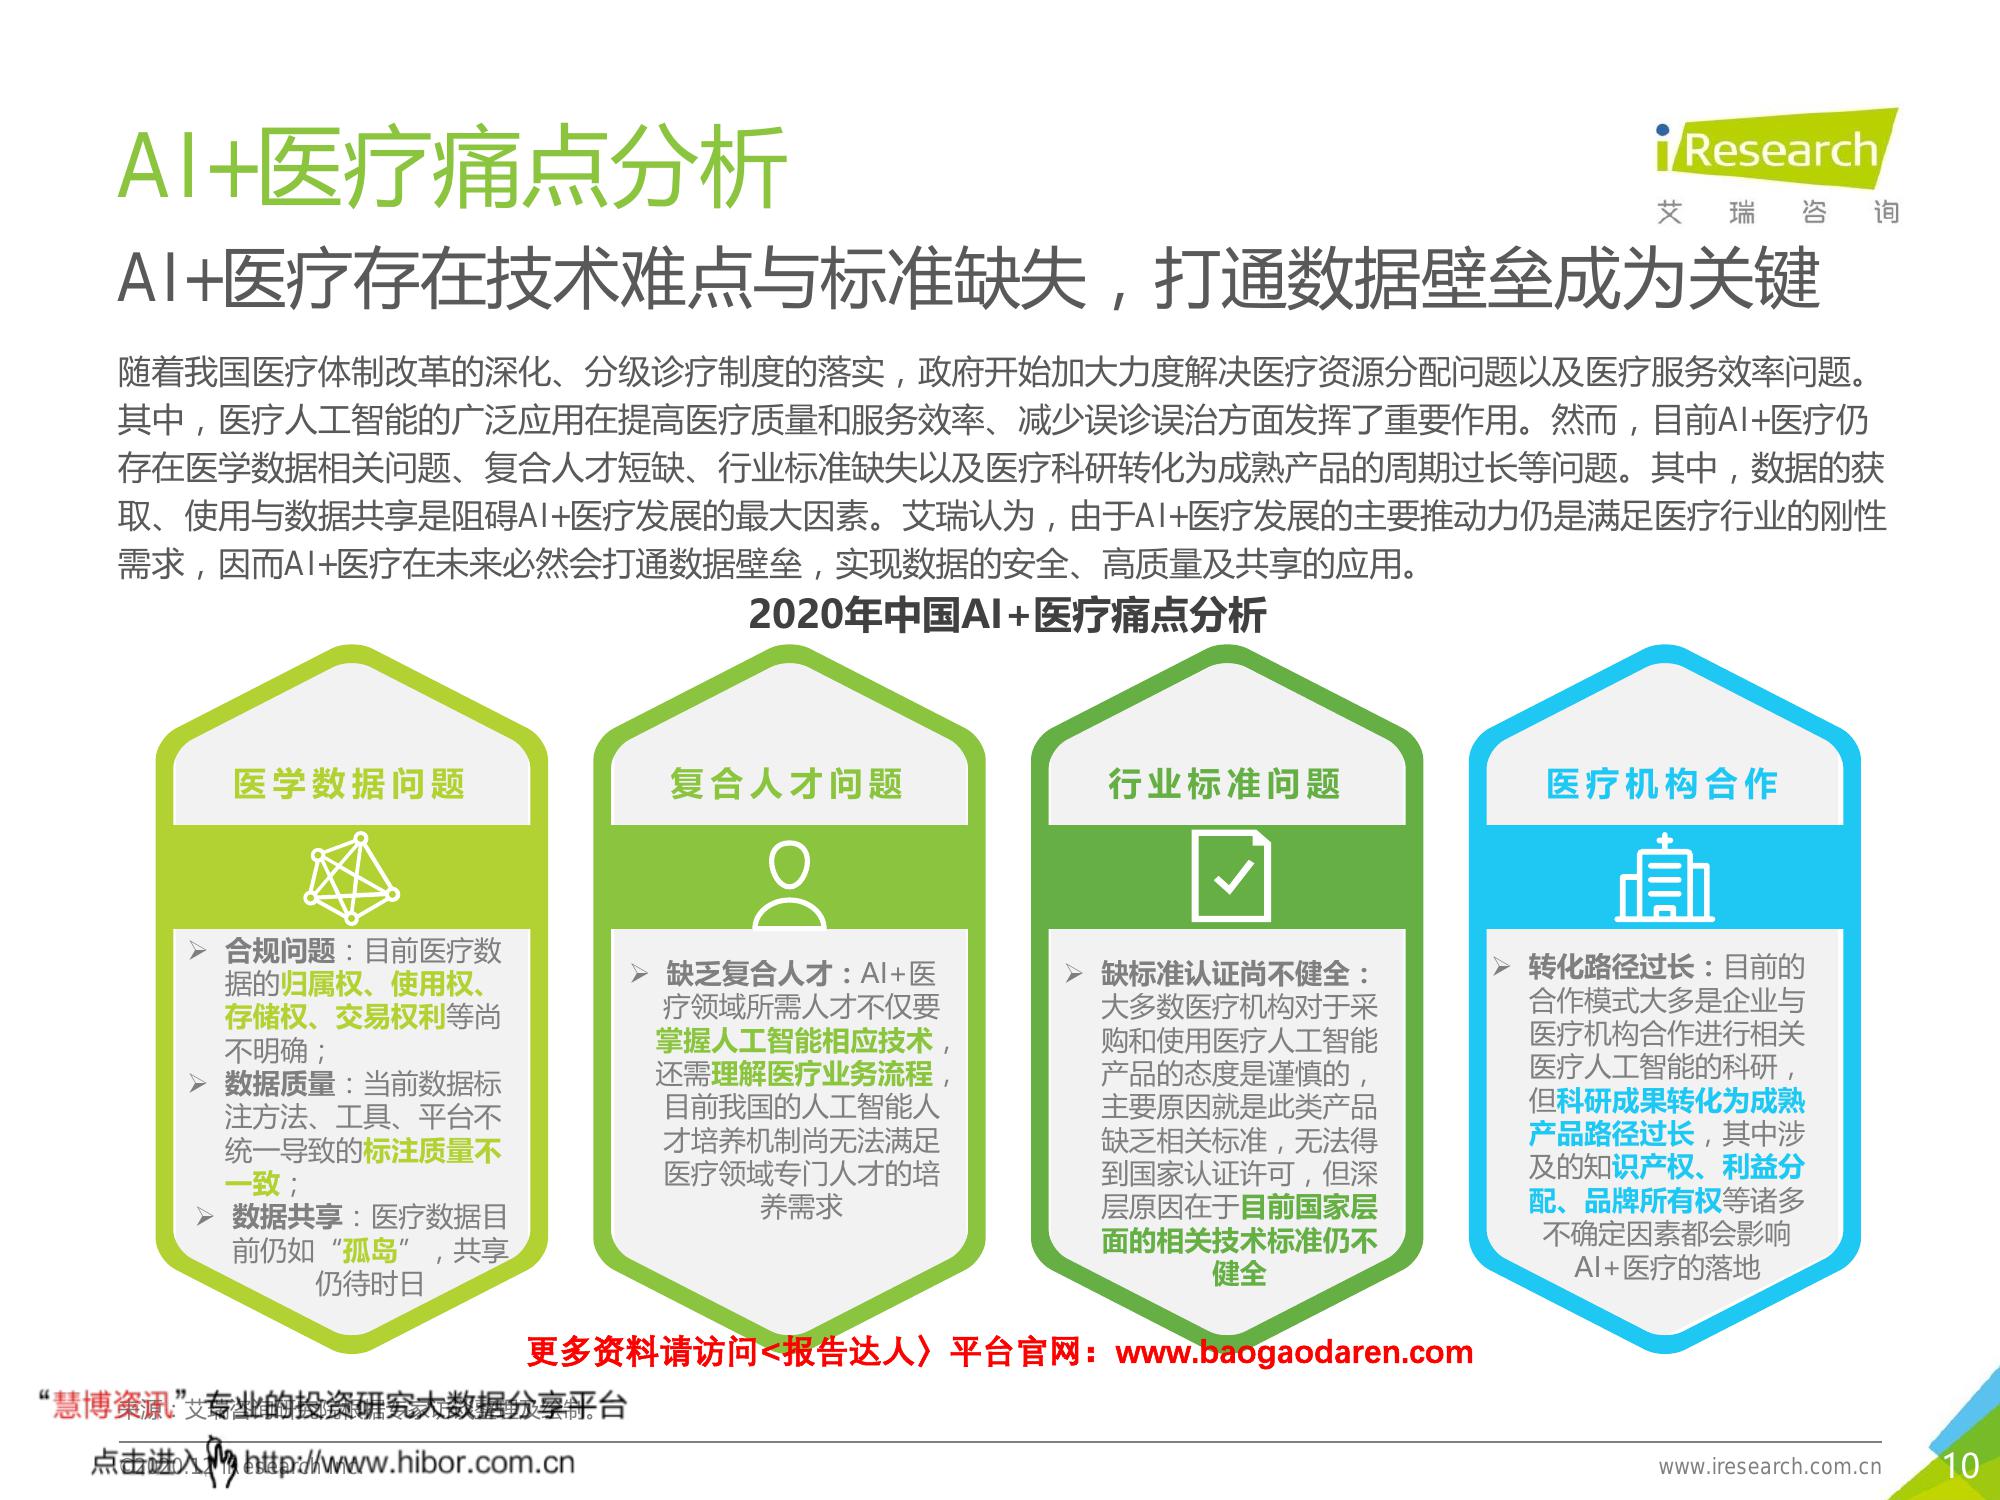 AI+医疗痛点分析
iResearch
艾 瑞 咨 询
AI+医疗存在技术难点与标准缺失，打通数据壁垒成为关键
随着我国医疗体制改革的深化、分级诊疗制度的落实，政府开始加大力度解决医疗资源分配问题以及医疗服务效率问题。
其中，医疗人工智能的广泛应用在提高医疗质量和服务效率、减少误诊误治方面发挥了重要作用。然而，目前AI+医疗仍
存在医学数据相关问题、复合人才短缺、行业标准缺失以及医疗科研转化为成熟产品的周期过长等问题。其中，数据的获
取、使用与数据共享是阻碍AI+医疗发展的最大因素。艾瑞认为，由于AI+医疗发展的主要推动力仍是满足医疗行业的刚性
需求，因而AI+医疗在未来必然会打通数据壁垒，实现数据的安全、高质量及共享的应用。
2020年中国AI+医疗痛点分析
医学数据问题
➢ 合规问题：目前医疗数
据的归属权、使用权、
存储权、交易权利等尚
不明确；
➢ 数据质量：当前数据标
注方法、工具、平台不
统一导致的标注质量不
一致；
➢ 数据共享：医疗数据目
前仍如“孤岛”，共享
仍待时日
复合人才问题
➢ 缺乏复合人才：AI+医
疗领域所需人才不仅要
掌握人工智能相应技术，
还需理解医疗业务流程，
目前我国的人工智能人
才培养机制尚无法满足
医疗领域专门人才的培
养需求
行业标准问题
➢ 缺标准认证尚不健全：
大多数医疗机构对于采
购和使用医疗人工智能
产品的态度是谨慎的，
主要原因就是此类产品
缺乏相关标准，无法得
到国家认证许可，但深
层原因在于目前国家层
面的相关技术标准仍不
健全
医疗机构合作
➢ 转化路径过长：目前的
合作模式大多是企业与
医疗机构合作进行相关
医疗人工智能的科研，
但科研成果转化为成熟
产品路径过长，其中涉
及的知识产权、利益分
配、品牌所有权等诸多
不确定因素都会影响
AI+医疗的落地
更多资料请访问<报告达人〉平台官网：www.baogaodaren.com
“慧博资讯”专业的投资研究大数据分享平台
点击进入 http://www.hibor.com.cn
www.iresearch.com.cn
10